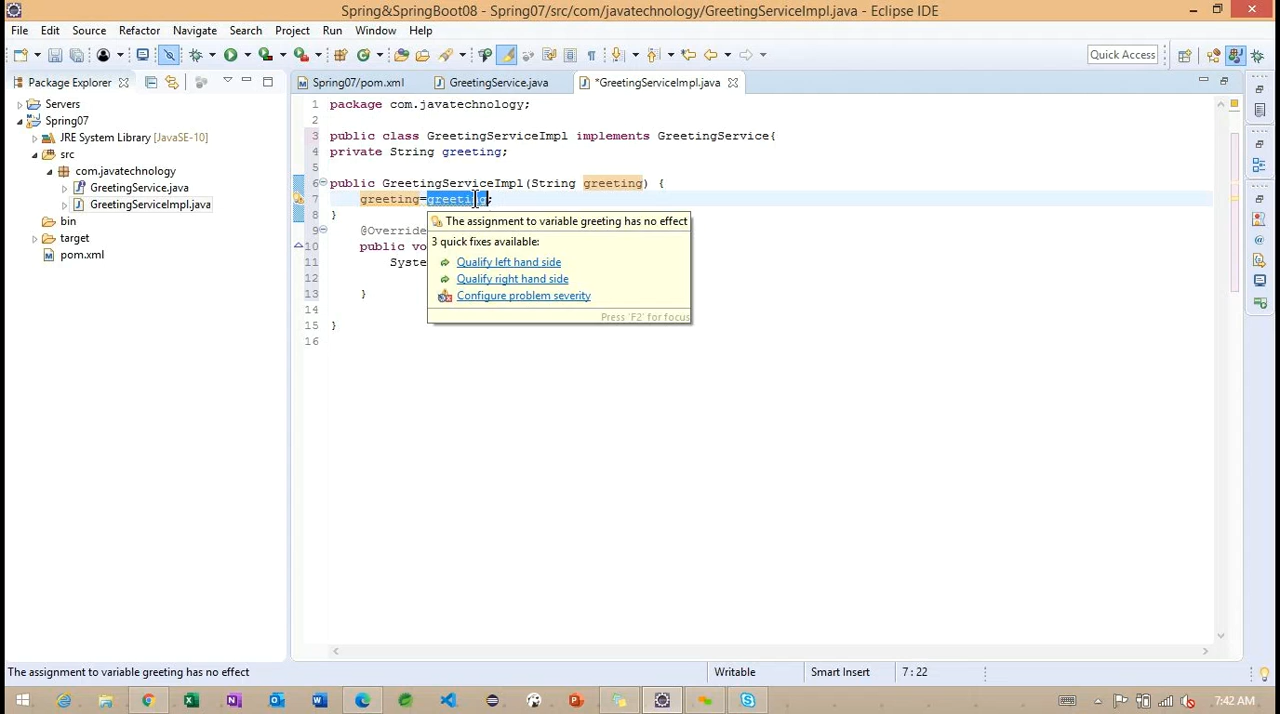 Spring&SpringBoot08 - Spring07/src/com/javatechnology/GreetingServiceImpl.java - Eclipse IDE
File Edit Source Refactor Navigate Search Project Run Window Help
Quick Access
Package Explorer
Spring07/pom.xml GreetingService.java *GreetingServiceImpl.java
Servers
Spring07
JRE System Library [JavaSE-10]
src
com.javatechnology
GreetingService.java
GreetingServiceImpl.java
bin
target
pom.xml
1 package com.javatechnology;
2
3 public class GreetingServiceImpl implements GreetingService{
4 private String greeting;
5
6 public GreetingServiceImpl(String greeting) {
7 greeting=greeting;
8 }
9 @Override
10 public vo
11 Syste
12
13 }
14
15 }
16
The assignment to variable greeting has no effect
3 quick fixes available:
Qualify left hand side
Qualify right hand side
Configure problem severity
Press 'F2' for focus
The assignment to variable greeting has no effect Writable Smart Insert 7 : 22
7:42 AM